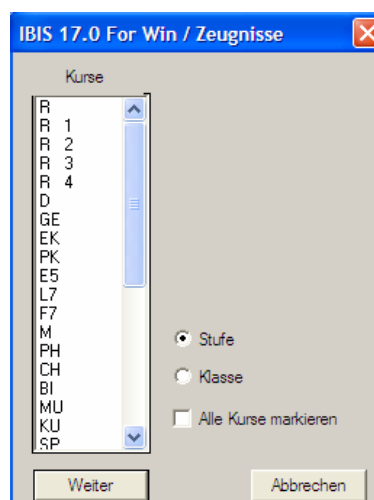 IBIS 17.0 For Win / Zeugnisse
Kurse
R
R 1
R 2
R 3
R 4
D
GE
EK
PK
E5
L7
F7
M
PH
CH
BI
MU
KU
SP
Stufe
Klasse
Alle Kurse markieren
Weiter
Abbrechen